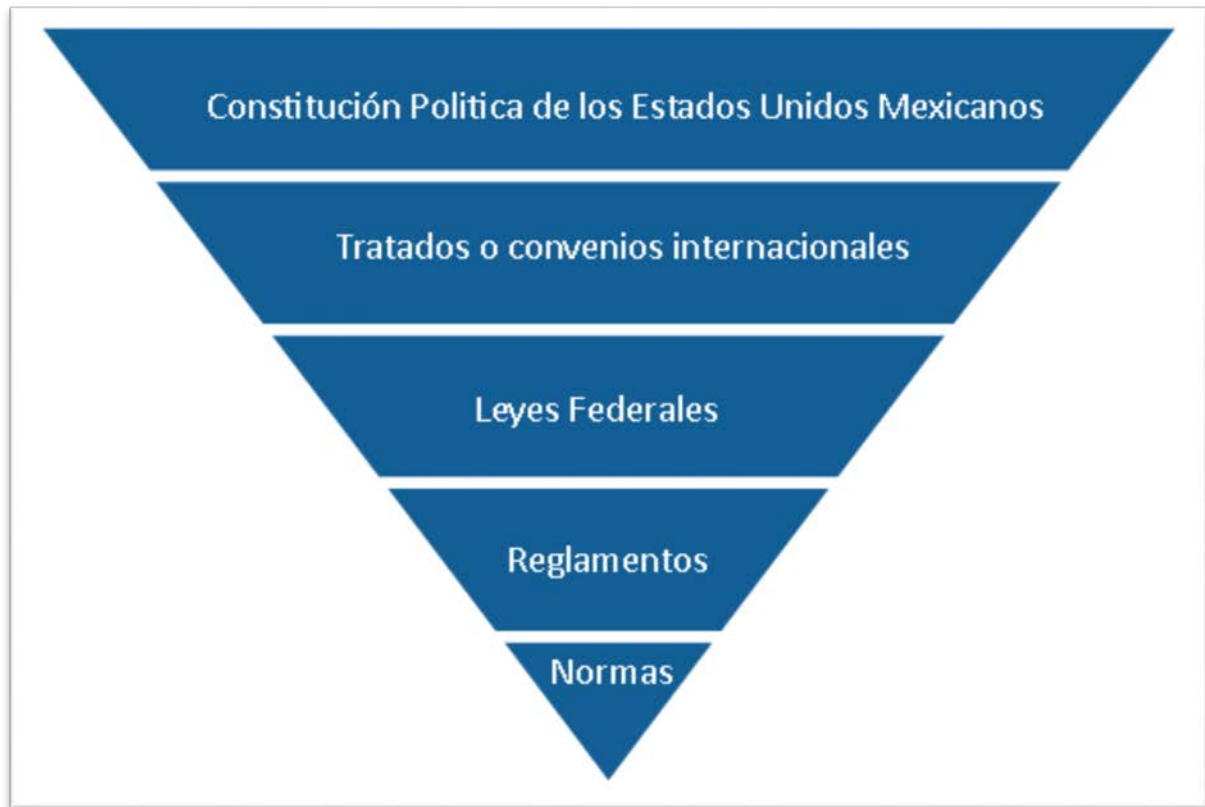 Constitución Politica de los Estados Unidos Mexicanos
Tratados o convenios internacionales
Leyes Federales
Reglamentos
Normas